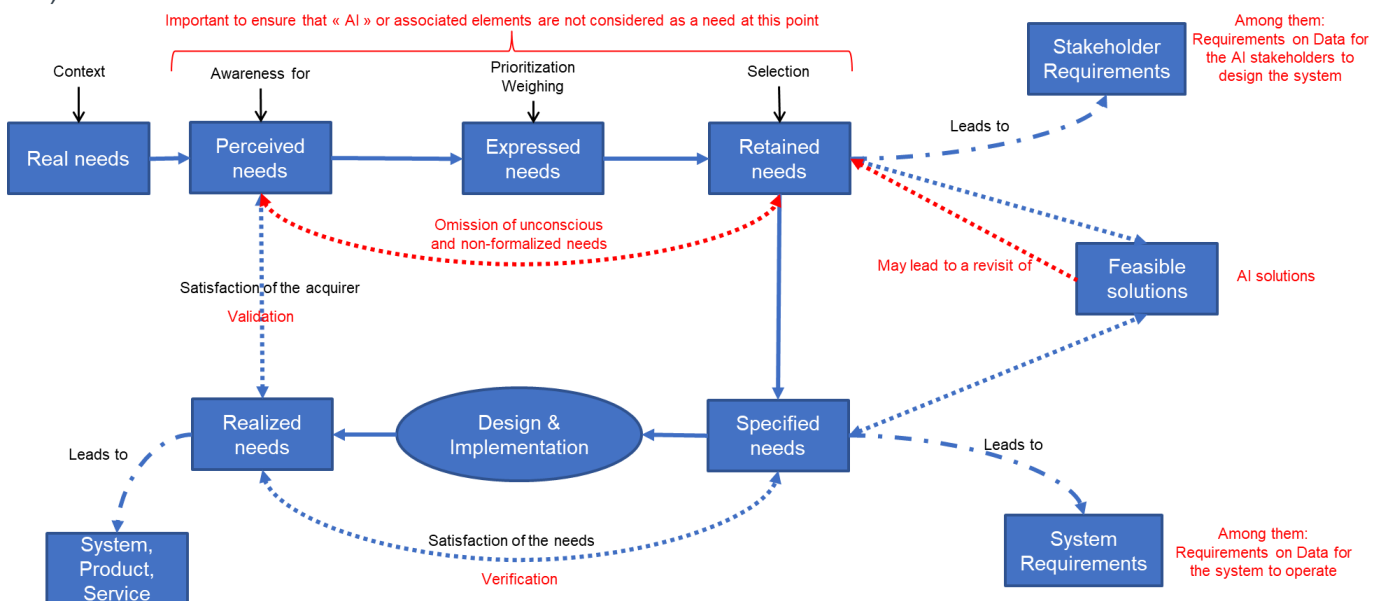 Important to ensure that « AI » or associated elements are not considered as a need at this point
Among them:
Requirements on Data for
the AI stakeholders to
design the system
Stakeholder
Requirements
Context
Awareness for
Prioritization
Weighing
Selection
Leads to
Real needs
Perceived
needs
Expressed
needs
Retained
needs
Omission of unconscious
and non-formalized needs
May lead to a revisit of
Feasible
solutions
AI solutions
Satisfaction of the acquirer
Validation
Realized
needs
Design &
Implementation
Specified
needs
Leads to
Leads to
Satisfaction of the needs
Verification
System,
Product,
Service
System
Requirements
Among them:
Requirements on Data for
the system to operate